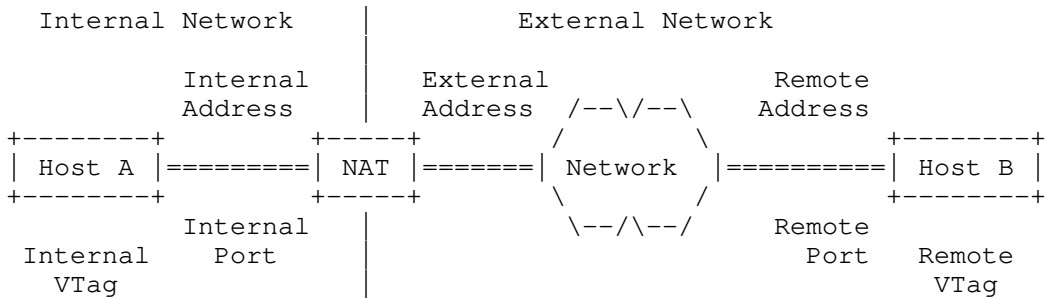 Internal Network | External Network
|
Internal | External Remote
Address | Address /--\/--\ Address
+--------+ +-----+ / \ +--------+
| Host A |=========| NAT |=======| Network |==========| Host B |
+--------+ +-----+ \ / +--------+
Internal | \--/\--/ Remote
Internal Port | Port Remote
VTag | VTag